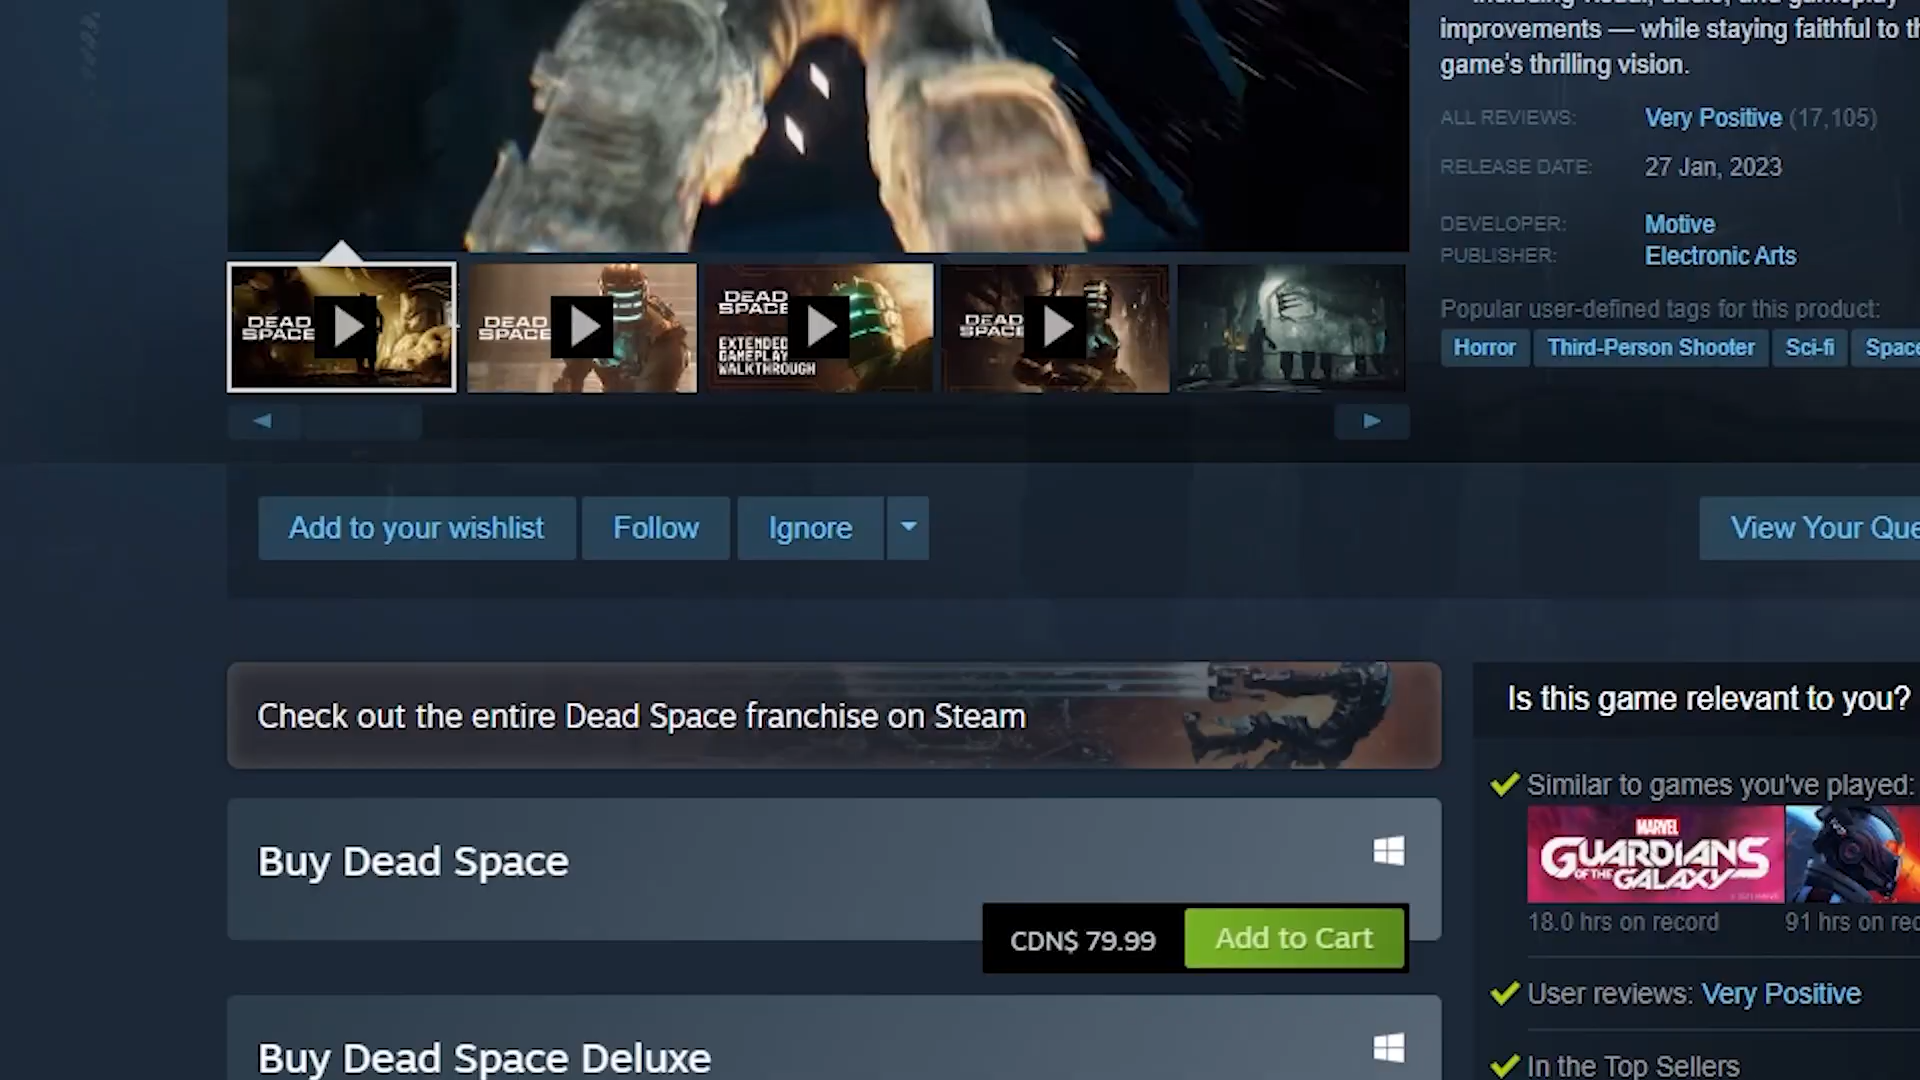 improvements — while staying faithful to
game's thrilling vision.
ALL REVIEWS: Very Positive (17,105)
RELEASE DATE: 27 Jan, 2023
DEVELOPER: Motive
PUBLISHER: Electronic Arts
Popular user-defined tags for this product:
Horror Third-Person Shooter Sci-fi Space
DEAD SPACE
DEAD SPACE
DEAD SPACE
EXTENDED
GAMEPLAY
WALKTHROUGH
DEAD SPACE
Add to your wishlist Follow Ignore View Your
Check out the entire Dead Space franchise on Steam
Buy Dead Space
CDN$ 79.99 Add to Cart
Buy Dead Space Deluxe
Is this game relevant to you?
Similar to games you've played:
MARVEL
GUARDIANS
OF THE GALAXY
18.0 hrs on record 91 hrs on
User reviews: Very Positive
In the Top Sellers